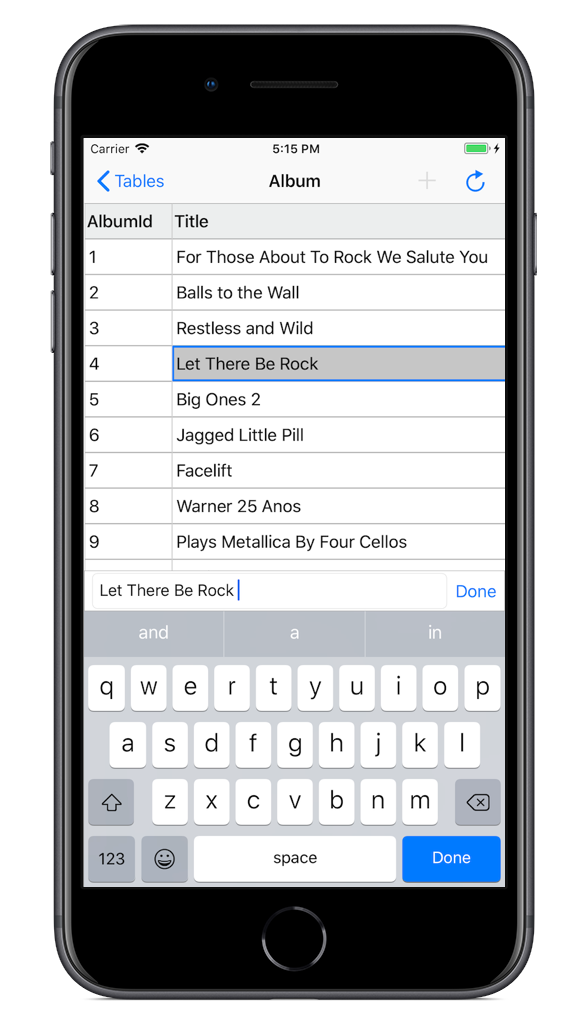 Carrier 5:15 PM
Tables Album +
AlbumId Title
1 For Those About To Rock We Salute You
2 Balls to the Wall
3 Restless and Wild
4 Let There Be Rock
5 Big Ones 2
6 Jagged Little Pill
7 Facelift
8 Warner 25 Anos
9 Plays Metallica By Four Cellos
Let There Be Rock Done
and a in
q w e r t y u i o p
a s d f g h j k l
z x c v b n m
123 space Done